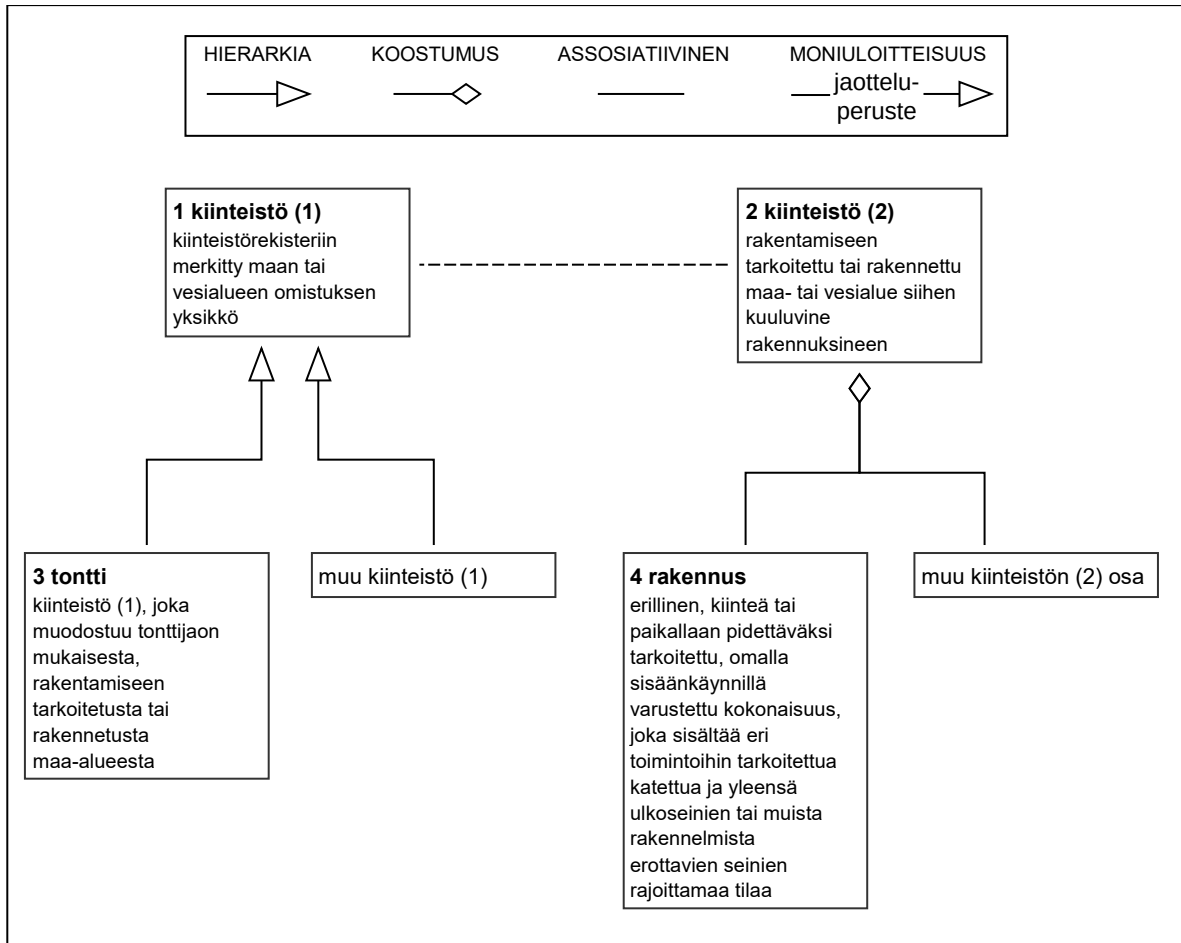 HIERARKIA
KOOSTUMUS
ASSOSIATIIVINEN
MONIULOITTEISUUS
jaottelu-
peruste
1 kiinteistö (1)
kiinteistörekisteriin
merkitty maan tai
vesialueen omistuksen
yksikkö
2 kiinteistö (2)
rakentamiseen
tarkoitettu tai rakennettu
maa- tai vesialue siihen
kuuluvine
rakennuksineen
3 tontti
kiinteistö (1), joka
muodostuu tonttijaon
mukaisesta,
rakentamiseen
tarkoitetusta tai
rakennetusta
maa-alueesta
muu kiinteistö (1)
4 rakennus
erillinen, kiinteä tai
paikallaan pidettäväksi
tarkoitettu, omalla
sisäänkäynnillä
varustettu kokonaisuus,
joka sisältää eri
toimintoihin tarkoitettua
katettua ja yleensä
ulkoseinien tai muista
rakennelmista
erottavien seinien
rajoittamaa tilaa
muu kiinteistön (2) osa